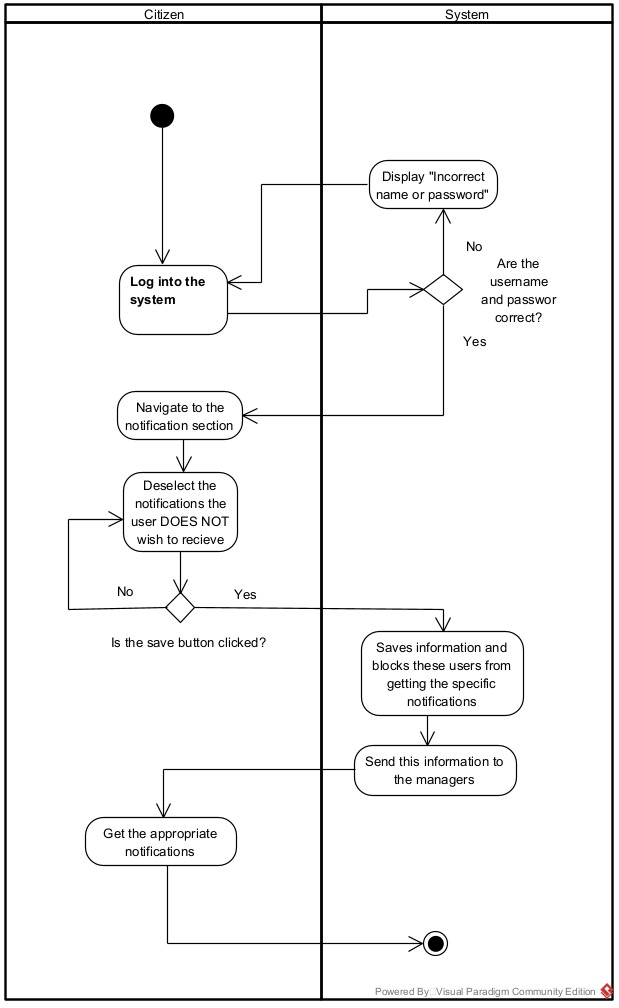 Citizen
System
Display "Incorrect
name or password"
No
Are the
username
and passwor
correct?
Log into the
system
Yes
Navigate to the
notification section
Deselect the
notifications the
user DOES NOT
wish to recieve
No
Yes
Is the save button clicked?
Saves information and
blocks these users from
getting the specific
notifications
Send this information to
the managers
Get the appropriate
notifications
Powered By Visual Paradigm Community Edition